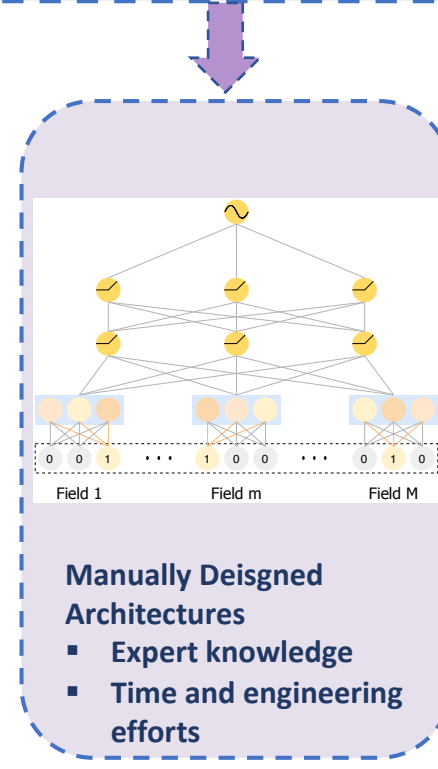 0 0 1 ··· 1 0 0 ··· 0 1 0
Field 1 Field m Field M
Manually Deisgned
Architectures
▪ Expert knowledge
▪ Time and engineering
efforts